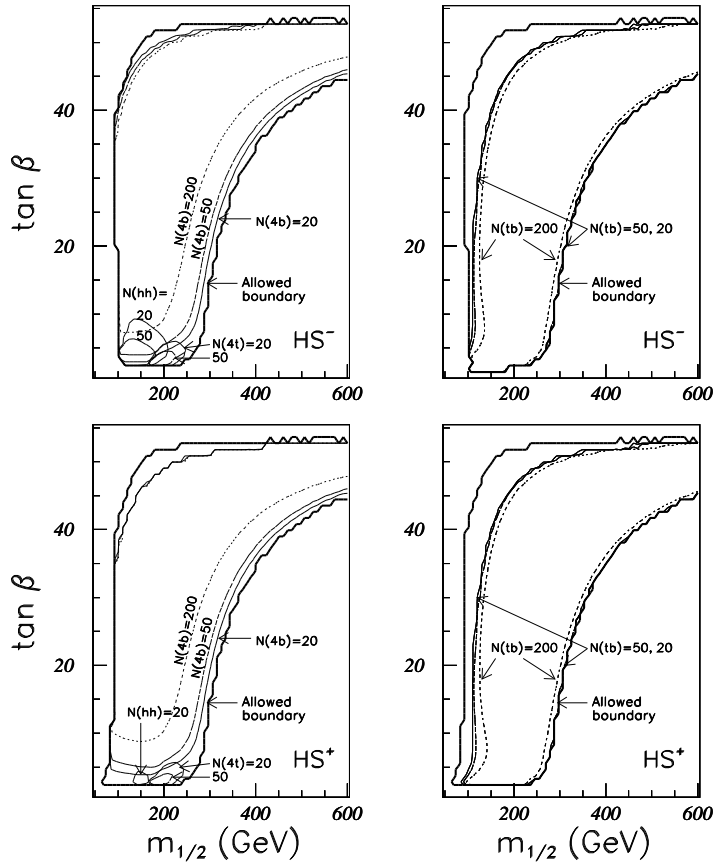 tan β
40
20
N(4b)=200
N(4b)=50
N(4b)=20
N(hh)=
20
50
Allowed
boundary
N(4t)=20
50
HS⁻
200
400
600
40
20
N(tb)=200
N(tb)=50, 20
Allowed
boundary
HS⁻
200
400
600
tan β
40
20
N(4b)=200
N(4b)=50
N(4b)=20
N(hh)=20
Allowed
boundary
N(4t)=20
50
HS⁺
200
400
600
m₁/₂ (GeV)
40
20
N(tb)=200
N(tb)=50, 20
Allowed
boundary
HS⁺
200
400
600
m₁/₂ (GeV)